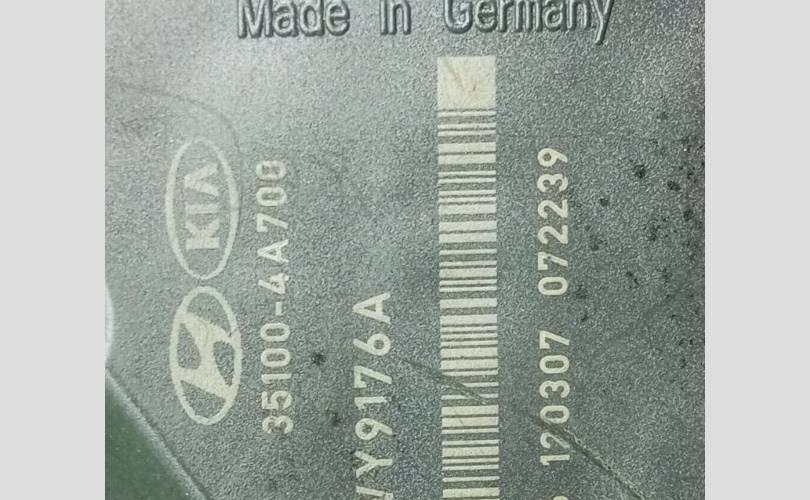 Made in Germany
KIA
35100-4A700
Y9176A
120307 072239